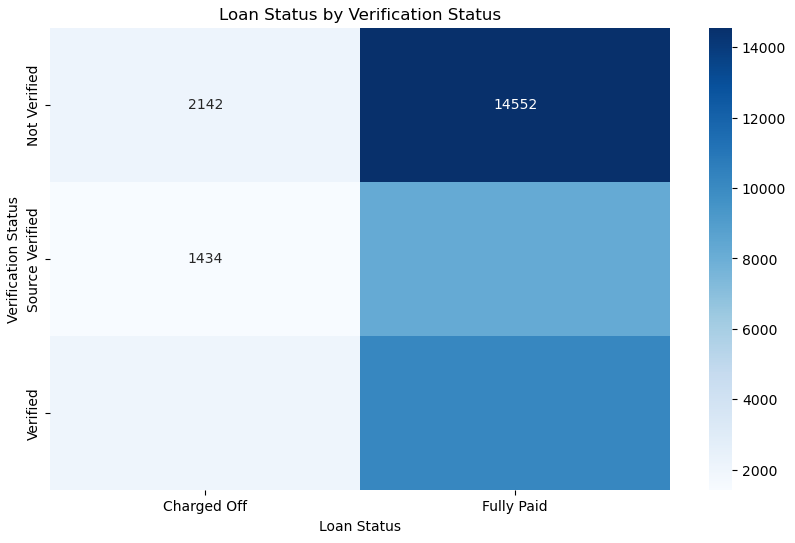 Loan Status by Verification Status
Not Verified
2142
14552
14000
12000
10000
Source Verified
1434
8000
6000
Verified
4000
2000
Verification Status
Charged Off
Fully Paid
Loan Status